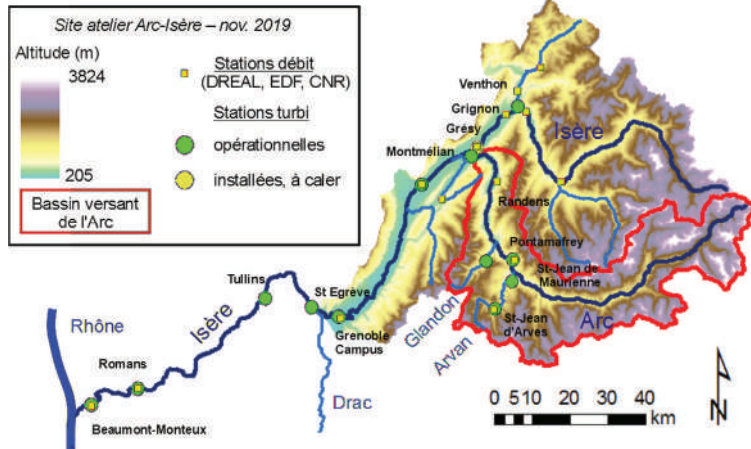 Site atelier Arc-Isère – nov. 2019
Altitude (m)
3824
205
Stations débit
(DREAL, EDF, CNR)
Stations turbi
opérationnelles
installées, à caler
Bassin versant
de l'Arc
Venthon
Grignon
Grésy
Montmélian
Isère
Randens
Pontamafrey
St-Jean de
Maurienne
St-Jean
d'Arves
Arc
Glandon
Arvan
Tullins
St Egrève
Grenoble
Campus
Isère
Rhône
Romans
Drac
Beaumont-Monteux
0 5 10 20 30 40
km
N